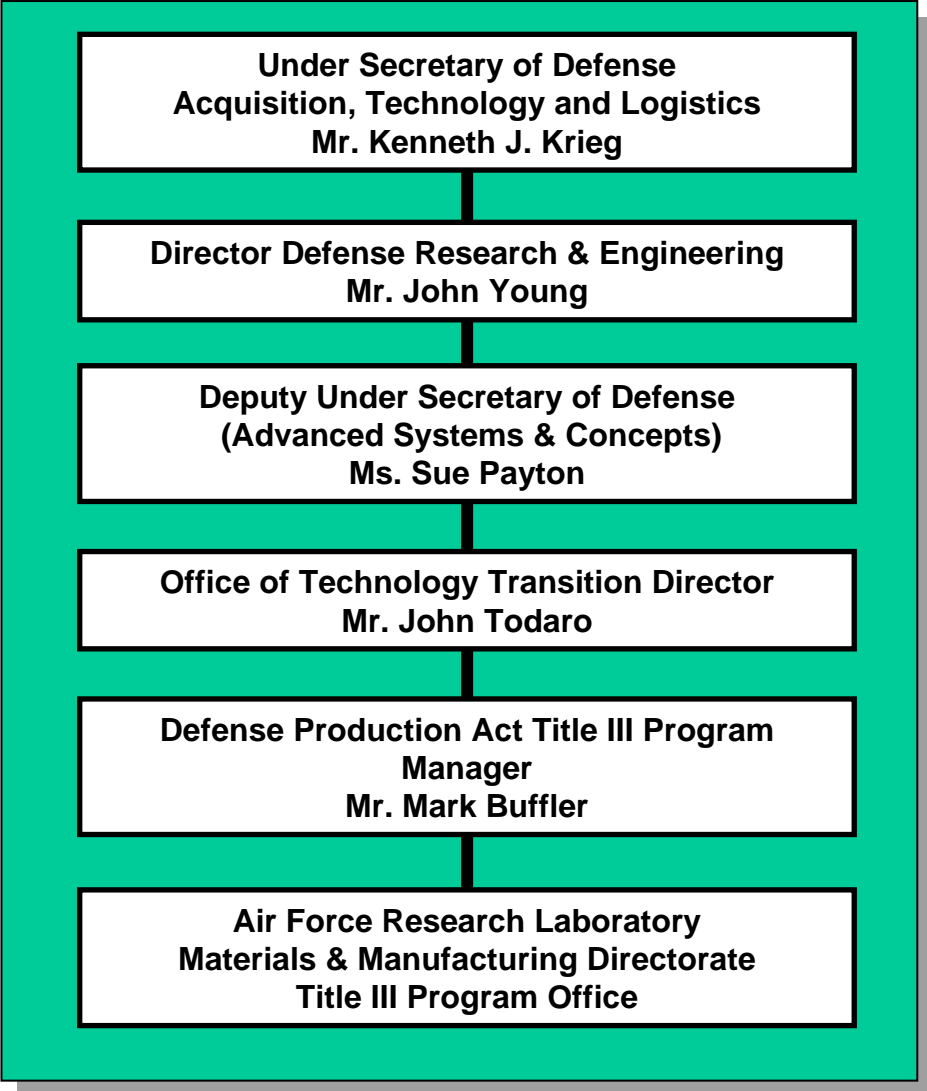 Under Secretary of Defense
Acquisition, Technology and Logistics
Mr. Kenneth J. Krieg
Director Defense Research & Engineering
Mr. John Young
Deputy Under Secretary of Defense
(Advanced Systems & Concepts)
Ms. Sue Payton
Office of Technology Transition Director
Mr. John Todaro
Defense Production Act Title III Program
Manager
Mr. Mark Buffler
Air Force Research Laboratory
Materials & Manufacturing Directorate
Title III Program Office